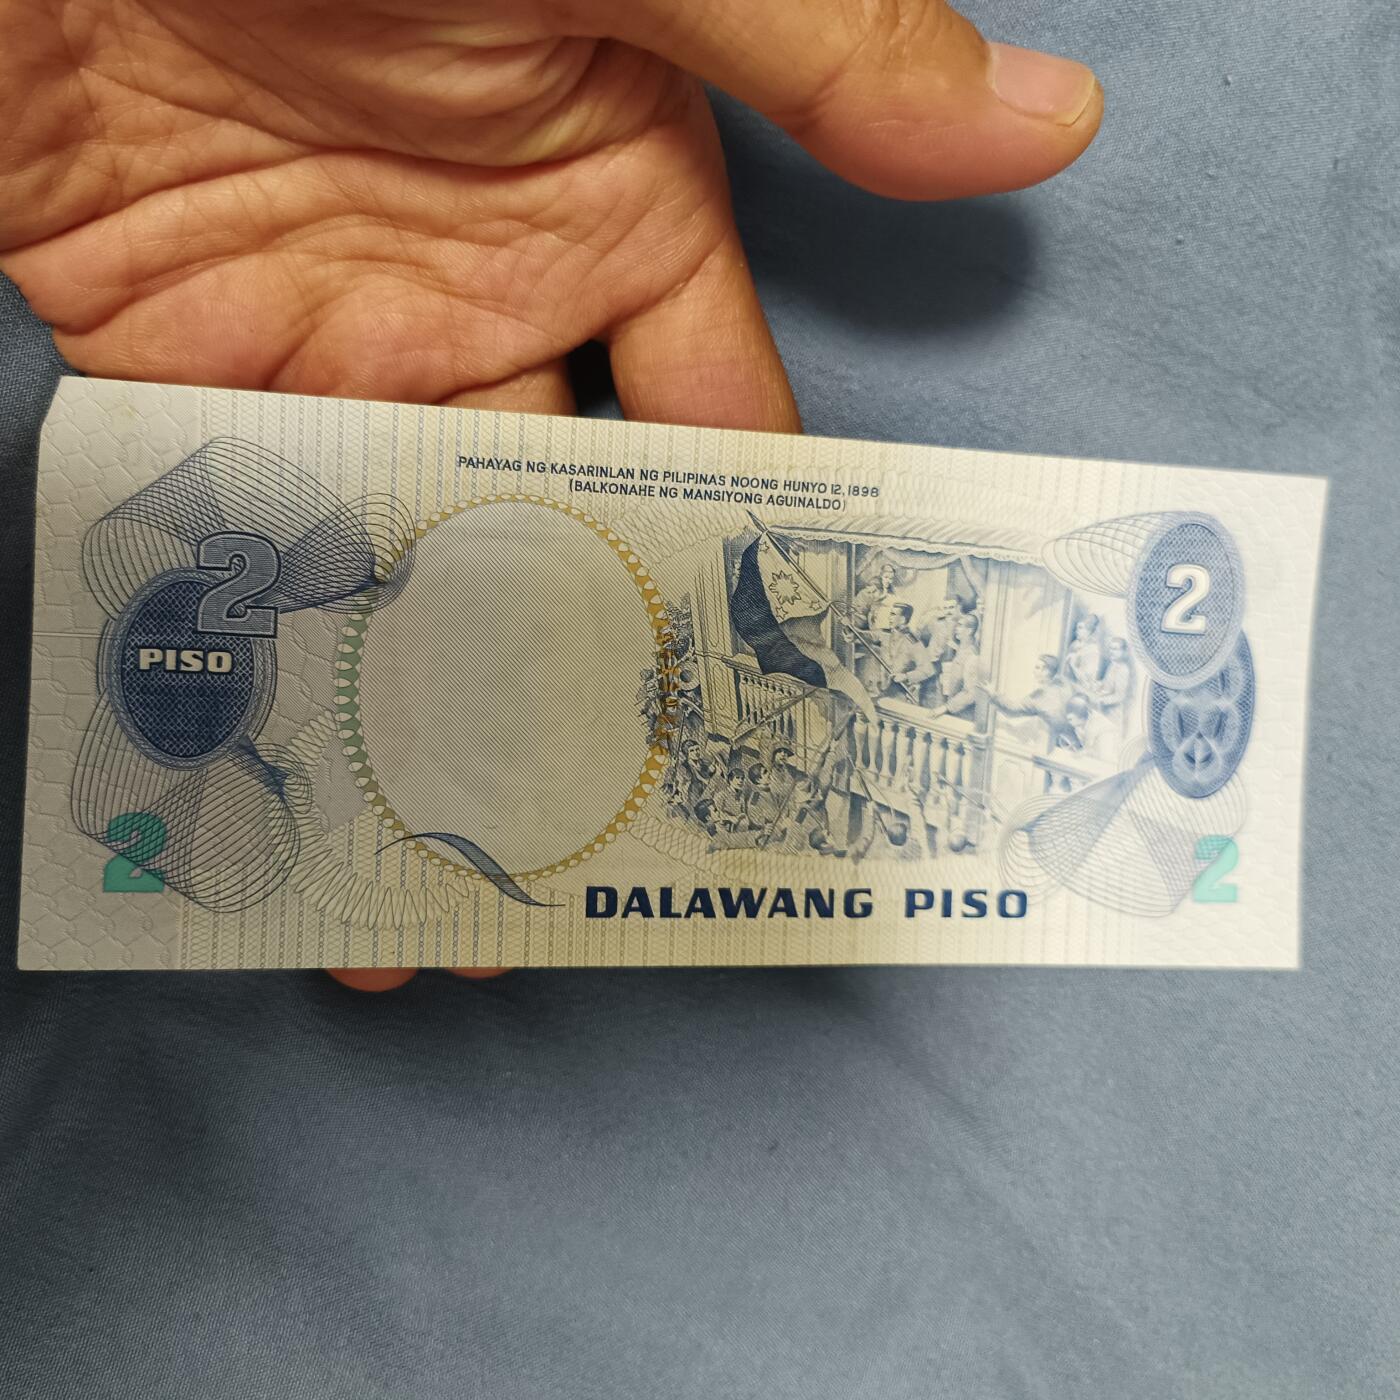 PAHAYAG NG KASARINLAN NG PILIPINAS NOONG HUNYO 12, 1898
(BALKONAHE NG MANSIYONG AGUINALDO)
2
PISO
2
2
2
DALAWANG PISO